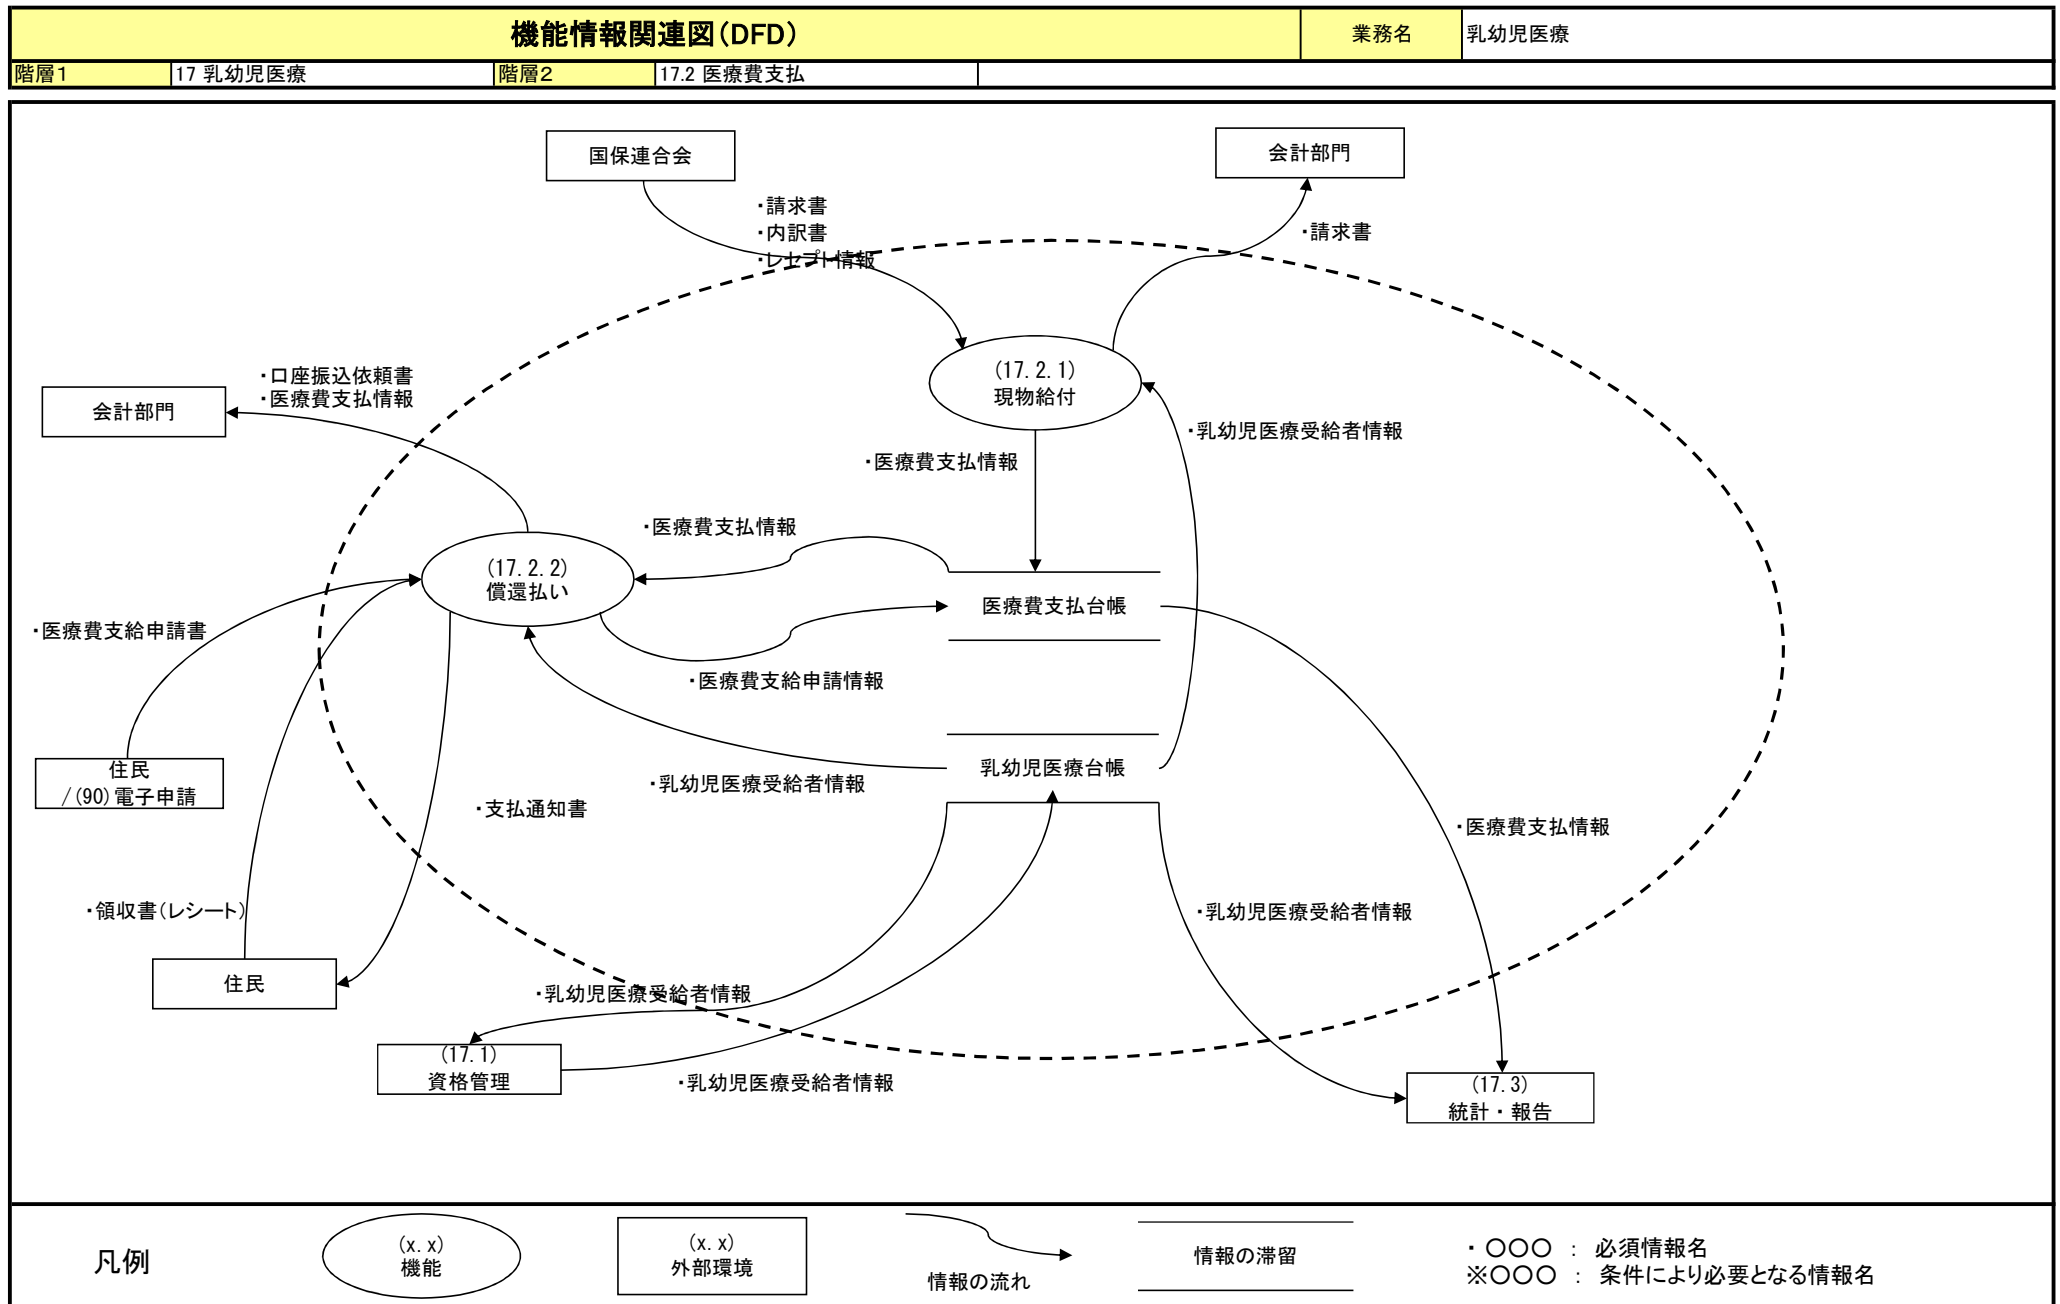 機能情報関連図(DFD)
業務名
乳幼児医療
階層1
17 乳幼児医療
階層2
17.2 医療費支払
国保連合会
会計部門
・請求書
・内訳書
・レセプト情報
・請求書
(17.2.1)
現物給付
・口座振込依頼書
・医療費支払情報
会計部門
・乳幼児医療受給者情報
・医療費支払情報
・医療費支払情報
(17.2.2)
償還払い
医療費支払台帳
・医療費支給申請書
・医療費支給申請情報
住民
/(90)電子申請
乳幼児医療台帳
・乳幼児医療受給者情報
・支払通知書
・医療費支払情報
・領収書(レシート)
・乳幼児医療受給者情報
住民
・乳幼児医療受給者情報
(17.1)
資格管理
・乳幼児医療受給者情報
(17.3)
統計・報告
凡例
(x.x)
機能
(x.x)
外部環境
情報の流れ
情報の滞留
・〇〇〇 : 必須情報名
※〇〇〇 : 条件により必要となる情報名